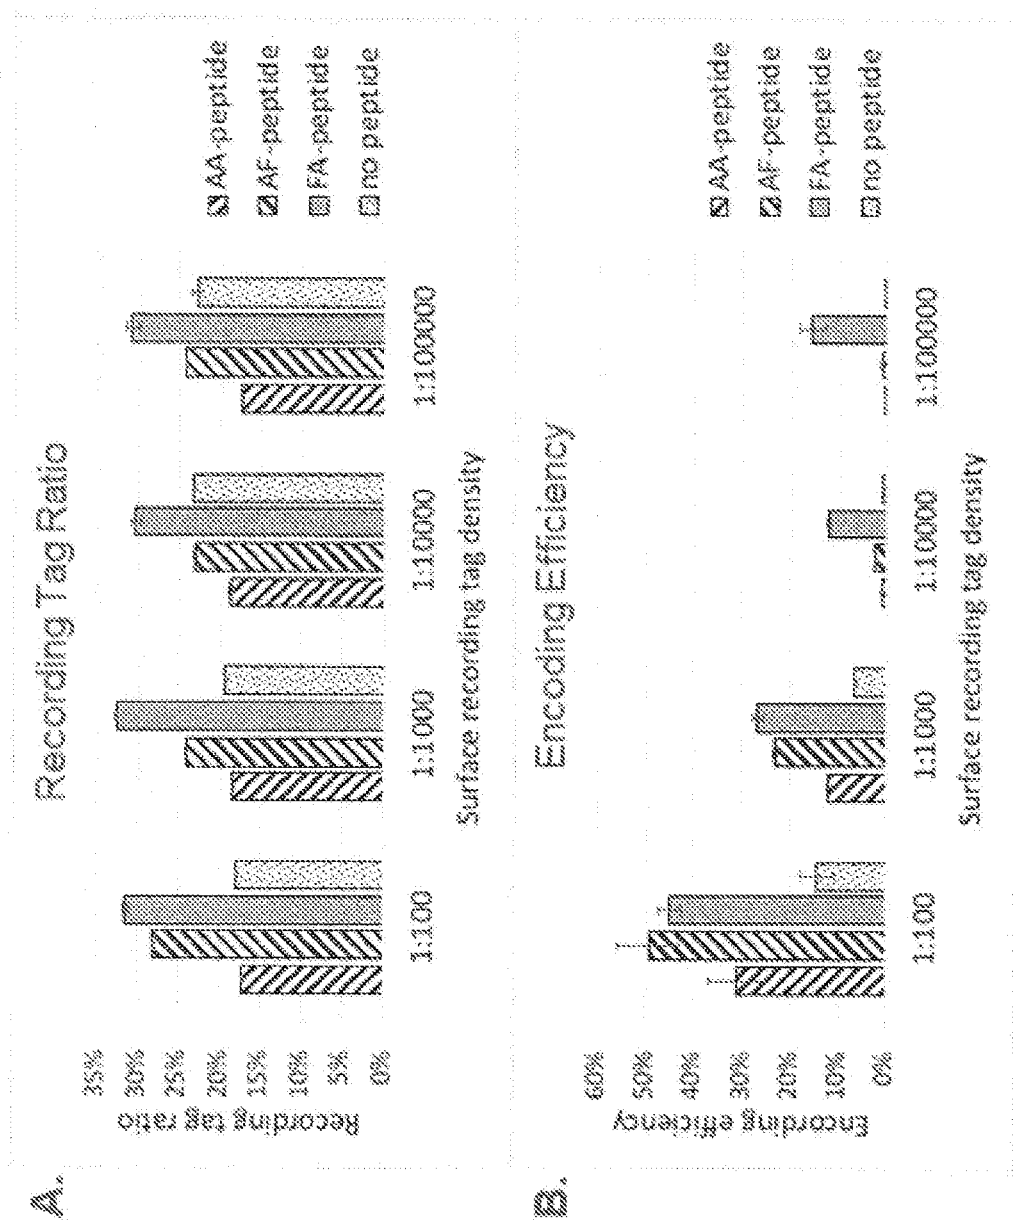 A.
Recording Tag Ratio
Recording tag ratio
35%
30%
25%
20%
15%
10%
5%
0%
1:100
1:1000
1:10000
1:100000
Surface recording tag density
AA-peptide
AF-peptide
FA-peptide
no peptide
B.
Encoding Efficiency
Encording efficiency
60%
50%
40%
30%
20%
10%
0%
1:100
1:1000
1:10000
1:100000
Surface recording tag density
AA-peptide
AF-peptide
FA-peptide
no peptide